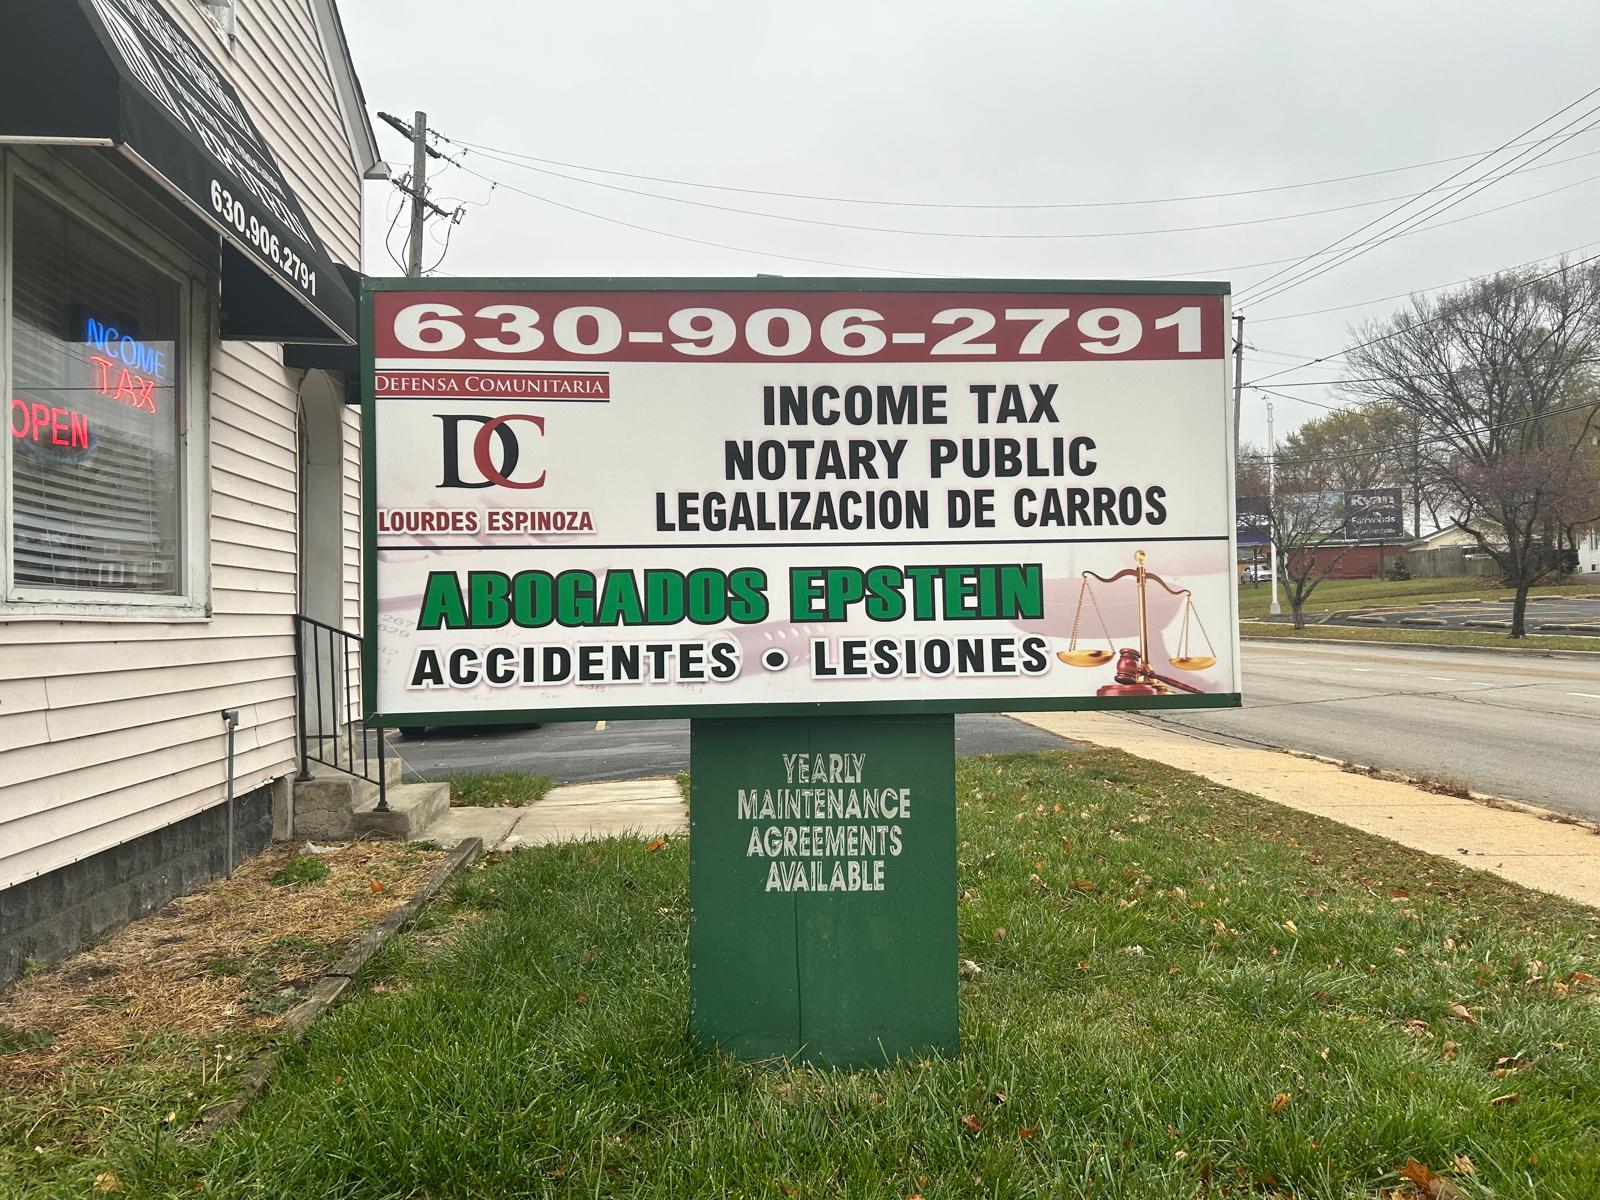 630.906.2791
NCOME
TAX
OPEN
630-906-2791
DEFENSA COMUNITARIA
DC
LOURDES ESPINOZA
INCOME TAX
NOTARY PUBLIC
LEGALIZACION DE CARROS
ABOGADOS EPSTEIN
ACCIDENTES • LESIONES
YEARLY
MAINTENANCE
AGREEMENTS
AVAILABLE